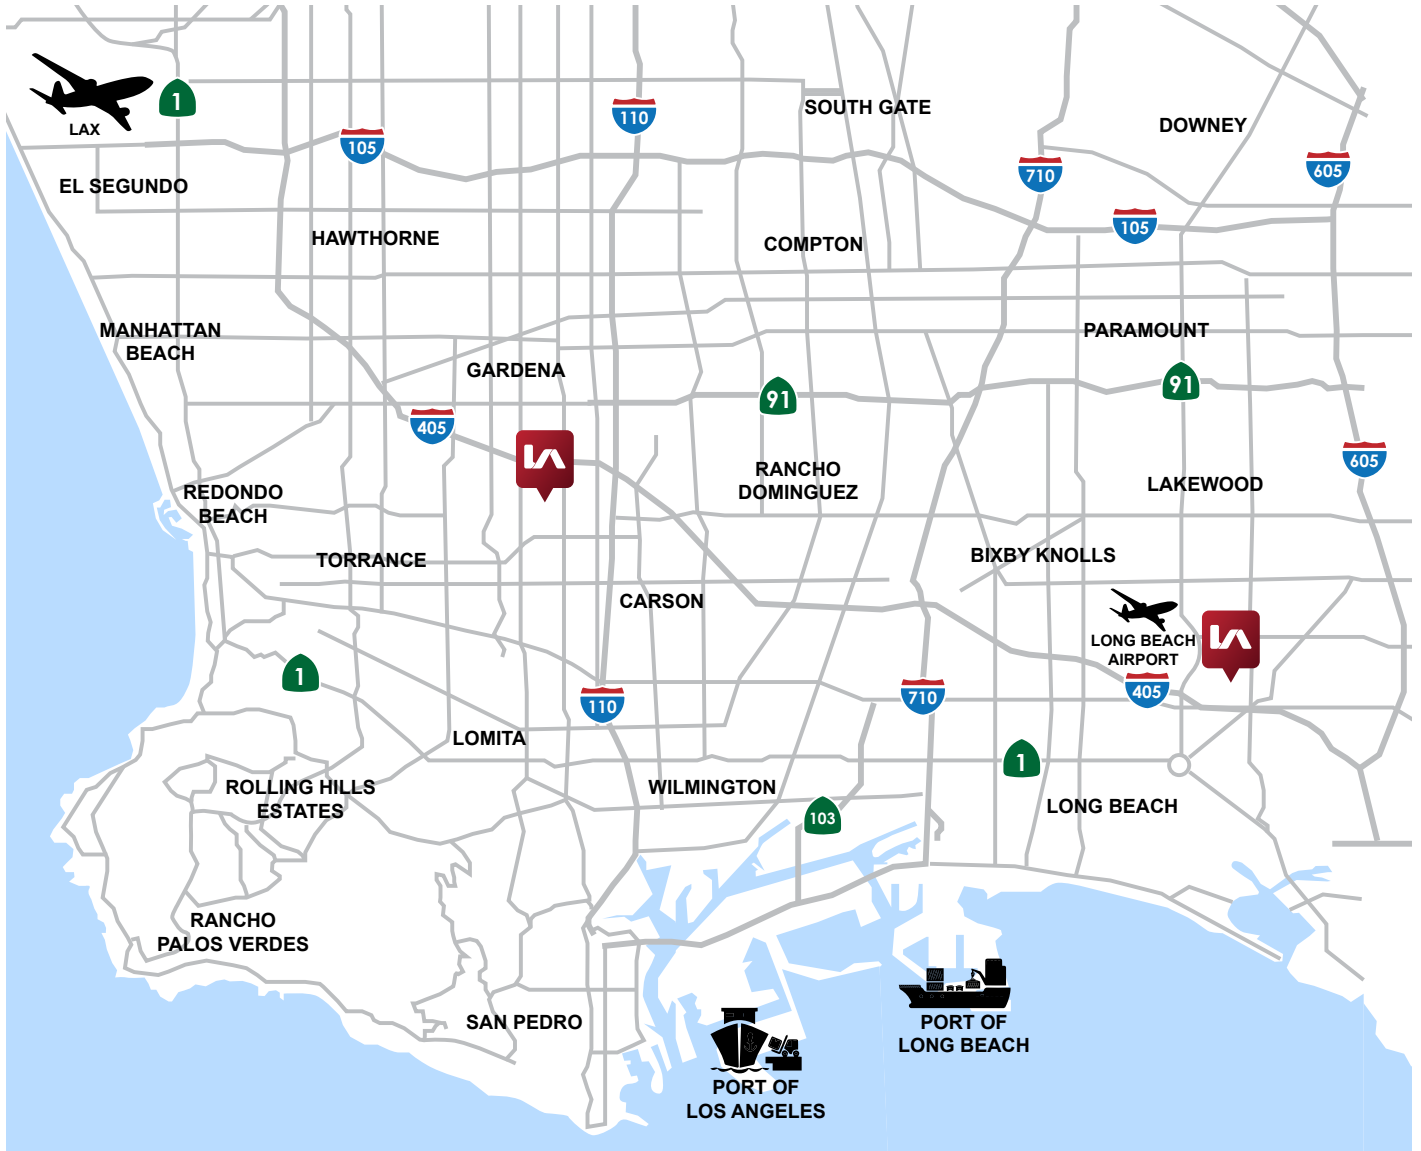 1
LAX
105
110
SOUTH GATE
DOWNEY
710
605
EL SEGUNDO
105
HAWTHORNE
COMPTON
MANHATTAN
BEACH
PARAMOUNT
GARDENA
91
91
405
LA
605
RANCHO
DOMINGUEZ
LAKEWOOD
REDONDO
BEACH
TORRANCE
BIXBY KNOLLS
CARSON
LONG BEACH
AIRPORT
LA
1
405
110
710
LOMITA
1
ROLLING HILLS
ESTATES
WILMINGTON
103
LONG BEACH
RANCHO
PALOS VERDES
SAN PEDRO
PORT OF
LONG BEACH
PORT OF
LOS ANGELES